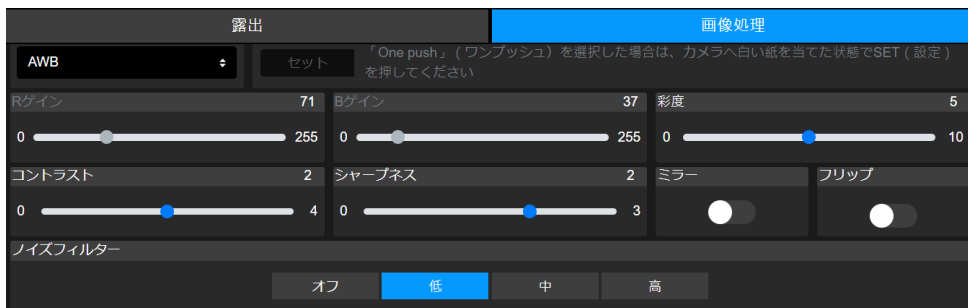 露出 画像処理
AWB セット 「One push」 ( ワンプッシュ）を選択した場合は、カメラへ白い紙を当てた状態でSET ( 設定 )
を押してください
Rゲイン 71 Bゲイン 37 彩度 5
0 255 0 255 0 10
コントラスト 2 シャープネス 2 ミラー フリップ
0 4 0 3
ノイズフィルター
オフ 低 中 高